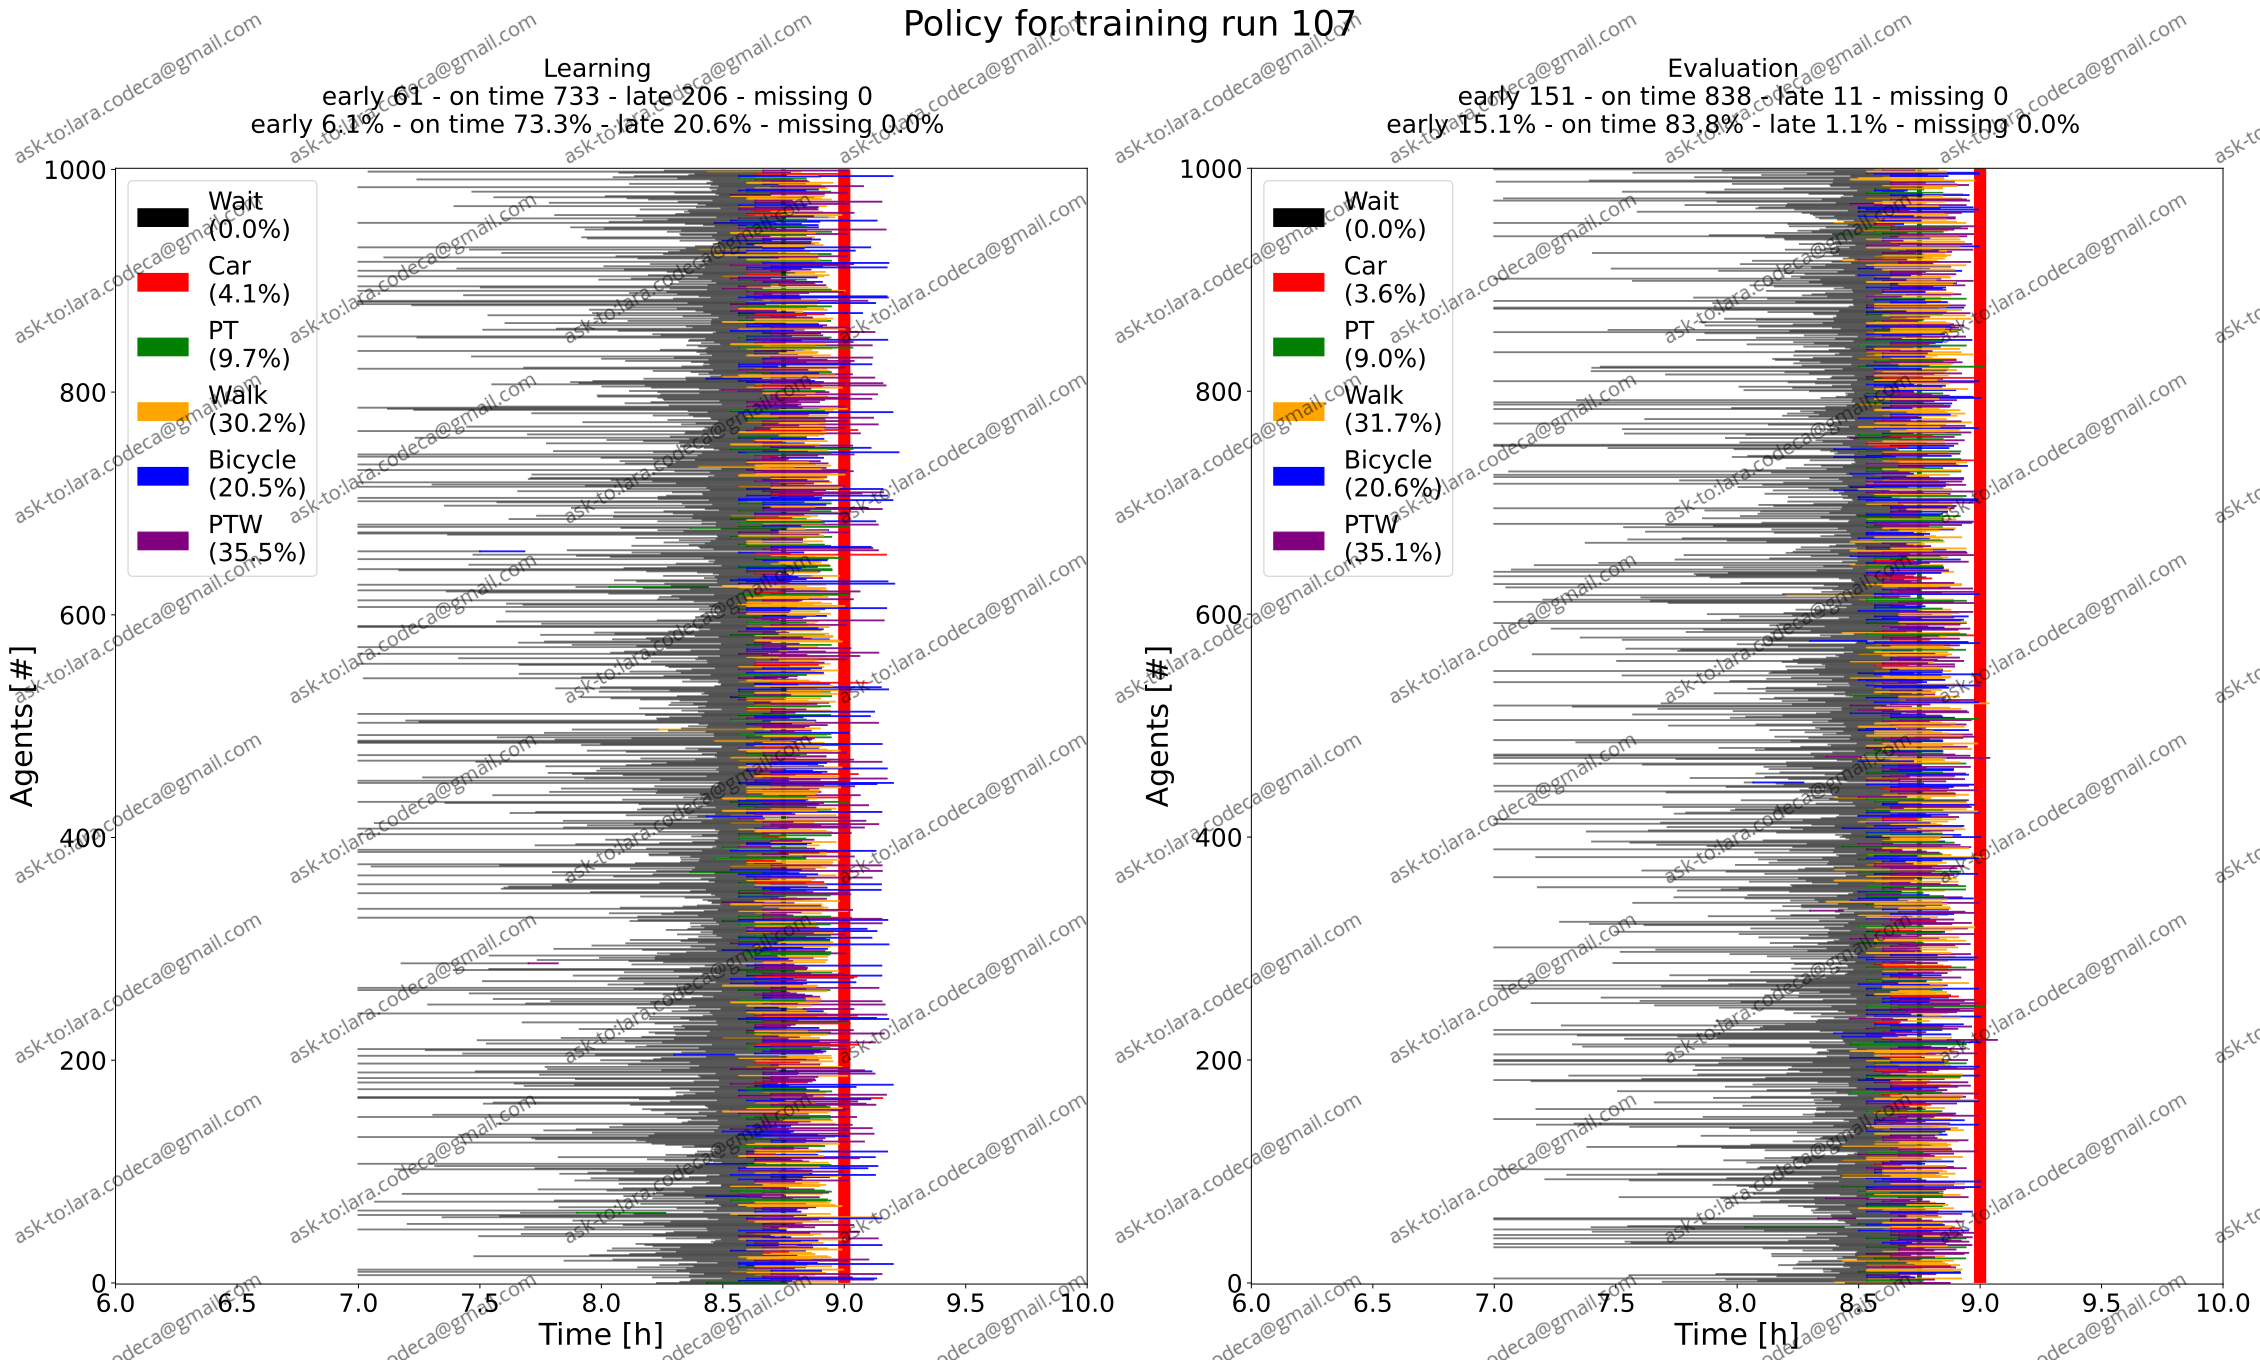 Policy for training run 107
Learning
early 61 - on time 733 - late 206 - missing 0
early 6.1% - on time 73.3% - late 20.6% - missing 0.0%
1000
800
600
400
200
0
Agents [#]
Wait
(0.0%)
Car
(4.1%)
PT
(9.7%)
Walk
(30.2%)
Bicycle
(20.5%)
PTW
(35.5%)
6.0 6.5 7.0 7.5 8.0 8.5 9.0 9.5 10.0
Time [h]
Evaluation
early 151 - on time 838 - late 11 - missing 0
early 15.1% - on time 83.8% - late 1.1% - missing 0.0%
1000
800
600
400
200
0
Agents [#]
Wait
(0.0%)
Car
(3.6%)
PT
(9.0%)
Walk
(31.7%)
Bicycle
(20.6%)
PTW
(35.1%)
6.0 6.5 7.0 7.5 8.0 8.5 9.0 9.5 10.0
Time [h]
ask-to:lara.codeca@gmail.com